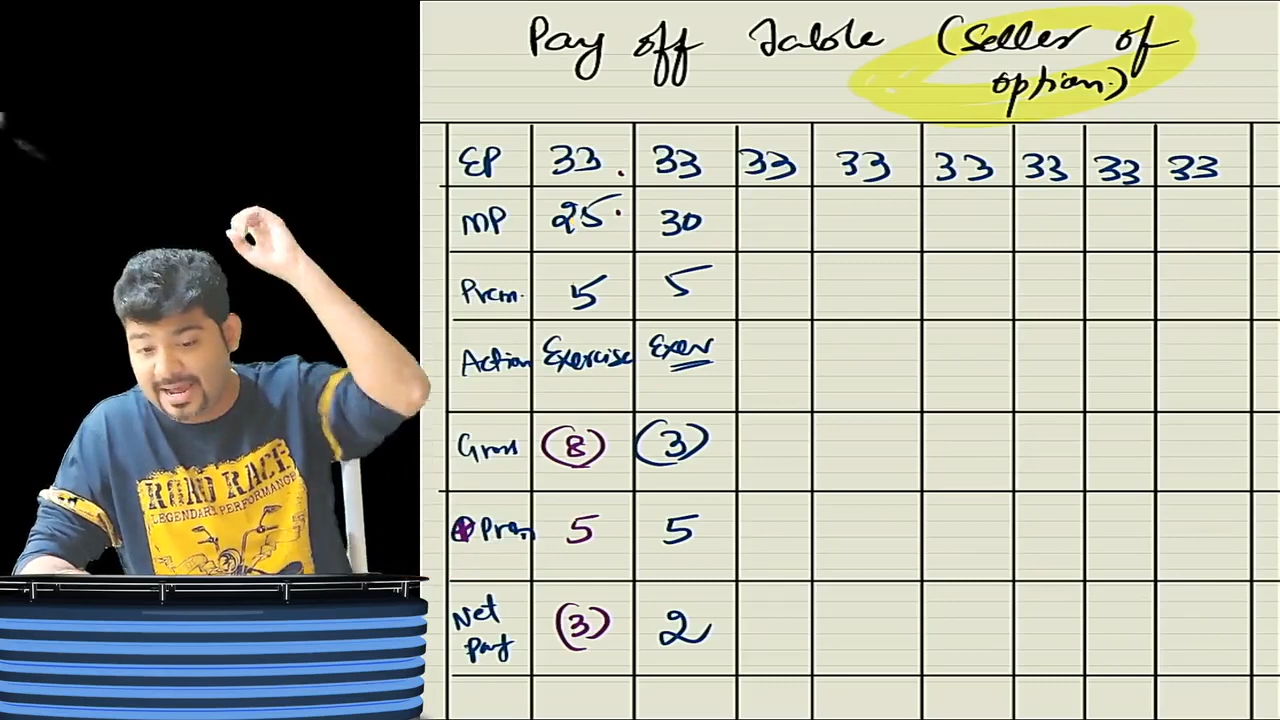 Pay off Table (Seller of
option)
EP 33. 33 33 33 33 33 33 33
MP 25. 30
Prem. 5 5
Action Exercise Exer
Gross (8) (3)
+ Prem 5 5
Net
Pay (3) 2
ROAD RACE
LEGENDARY PERFORMANCE